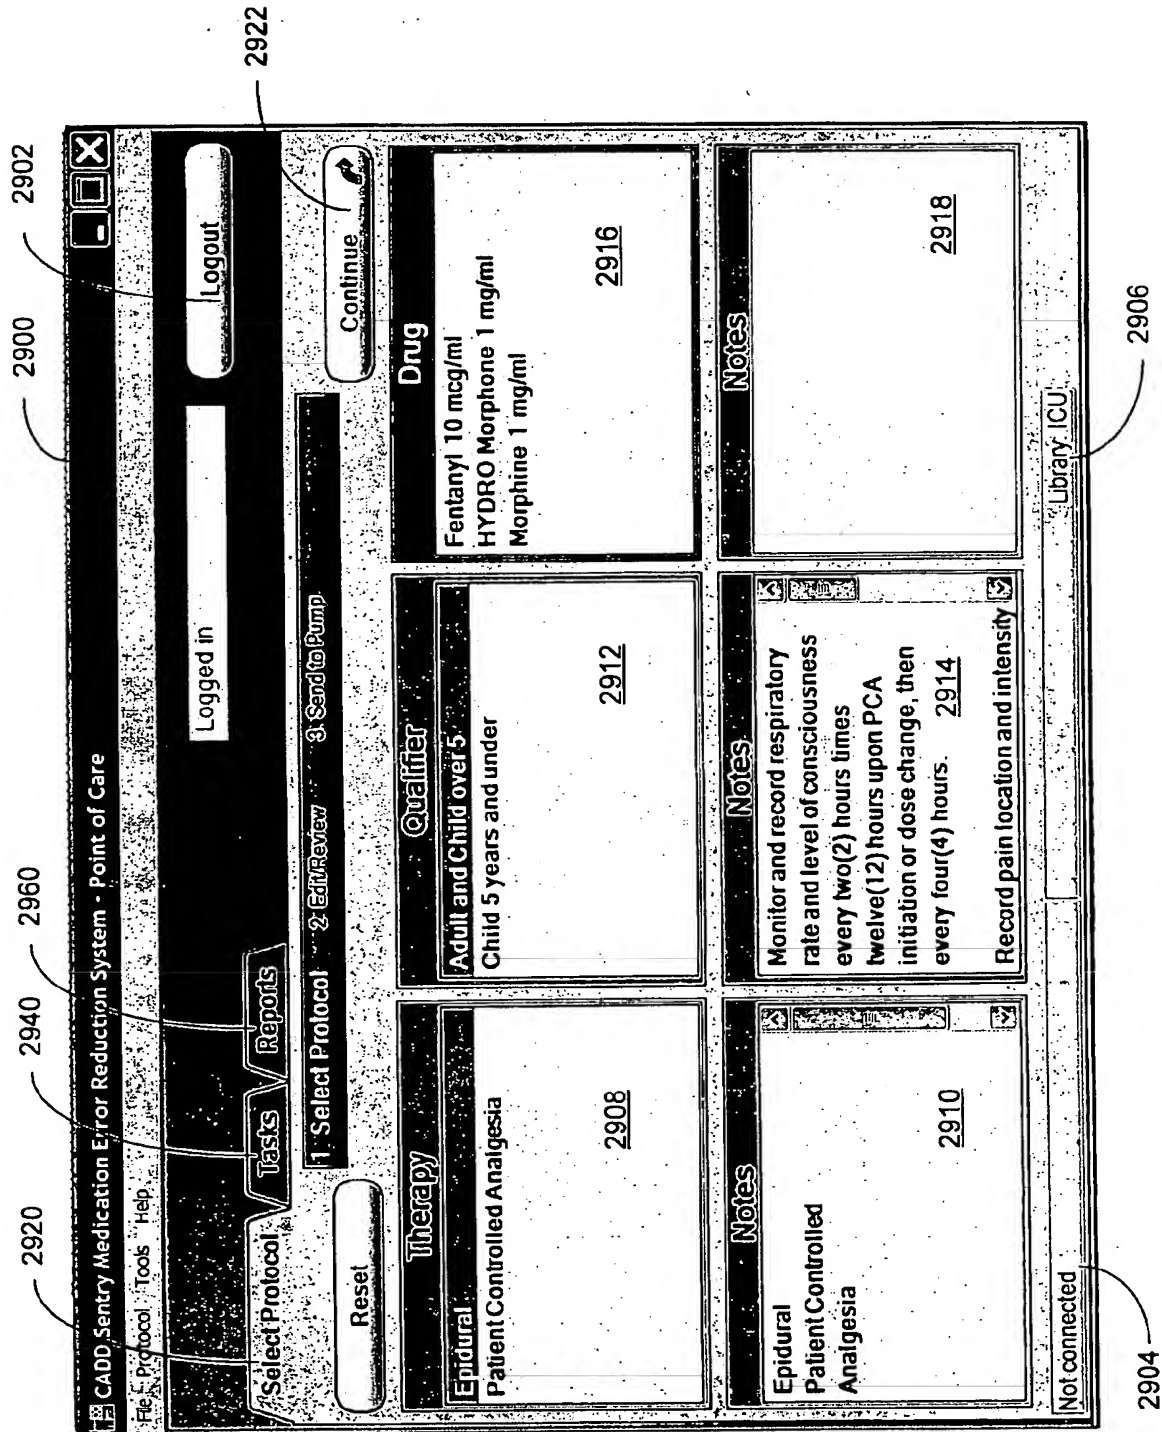 2900
2902
2922
2920
2940
2960
CADD Sentry Medication Error Reduction System - Point of Care
File Protocol Tools Help
Logged in
Logout
Select Protocol
Tasks
Reports
Reset
1. Select Protocol 2. Edit/Review 3. Send to Pump
Continue
Therapy
Epidural
Patient Controlled Analgesia
2908
Qualifier
Adult and Child over 5
Child 5 years and under
2912
Drug
Fentanyl 10 mcg/ml
HYDRO Morphone 1 mg/ml
Morphine 1 mg/ml
2916
Notes
Epidural
Patient Controlled
Analgesia
2910
Notes
Monitor and record respiratory
rate and level of consciousness
every two(2) hours times
twelve(12) hours upon PCA
initiation or dose change, then
every four(4) hours.
2914
Record pain location and intensity
Notes
2918
Not connected
Library: ICU
2904
2906